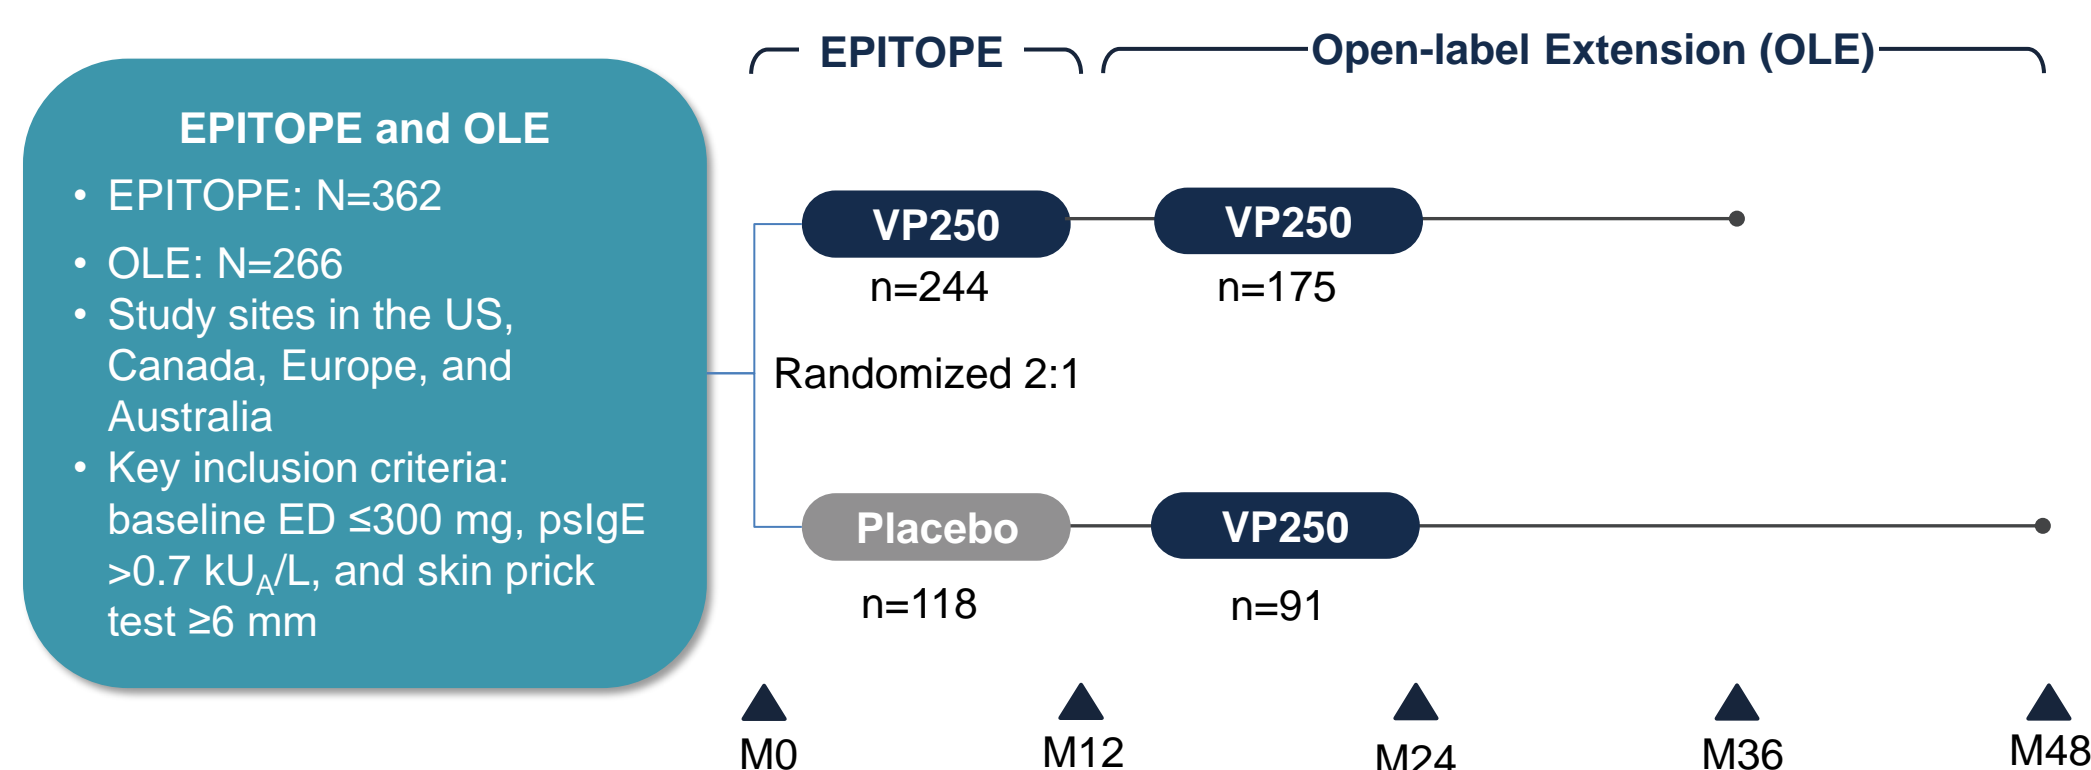 EPITOPE
Open-label Extension (OLE)
EPITOPE and OLE
• EPITOPE: N=362
• OLE: N=266
• Study sites in the US,
Canada, Europe, and
Australia
• Key inclusion criteria:
baseline ED ≤300 mg, psIgE
>0.7 kU_A/L, and skin prick
test ≥6 mm
VP250
n=244
VP250
n=175
Randomized 2:1
Placebo
n=118
VP250
n=91
M0
M12
M24
M36
M48